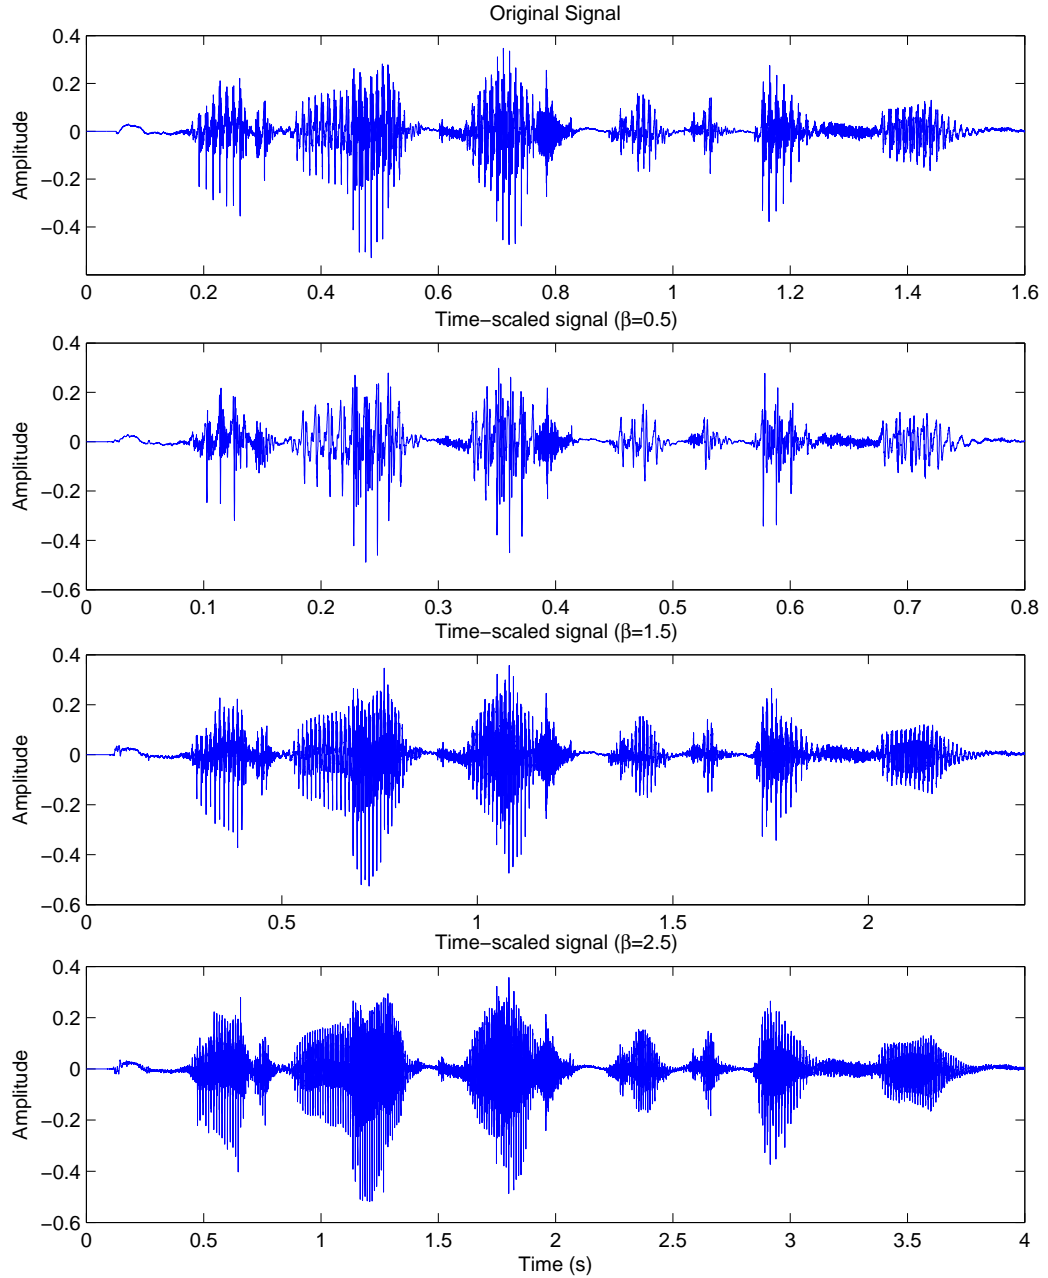 Original Signal
0.4
0.2
0
−0.2
−0.4
Amplitude
0 0.2 0.4 0.6 0.8 1 1.2 1.4 1.6
Time−scaled signal (β=0.5)
0.4
0.2
0
−0.2
−0.4
−0.6
Amplitude
0 0.1 0.2 0.3 0.4 0.5 0.6 0.7 0.8
Time−scaled signal (β=1.5)
0.4
0.2
0
−0.2
−0.4
−0.6
Amplitude
0 0.5 1 1.5 2
Time−scaled signal (β=2.5)
0.4
0.2
0
−0.2
−0.4
−0.6
Amplitude
0 0.5 1 1.5 2 2.5 3 3.5 4
Time (s)